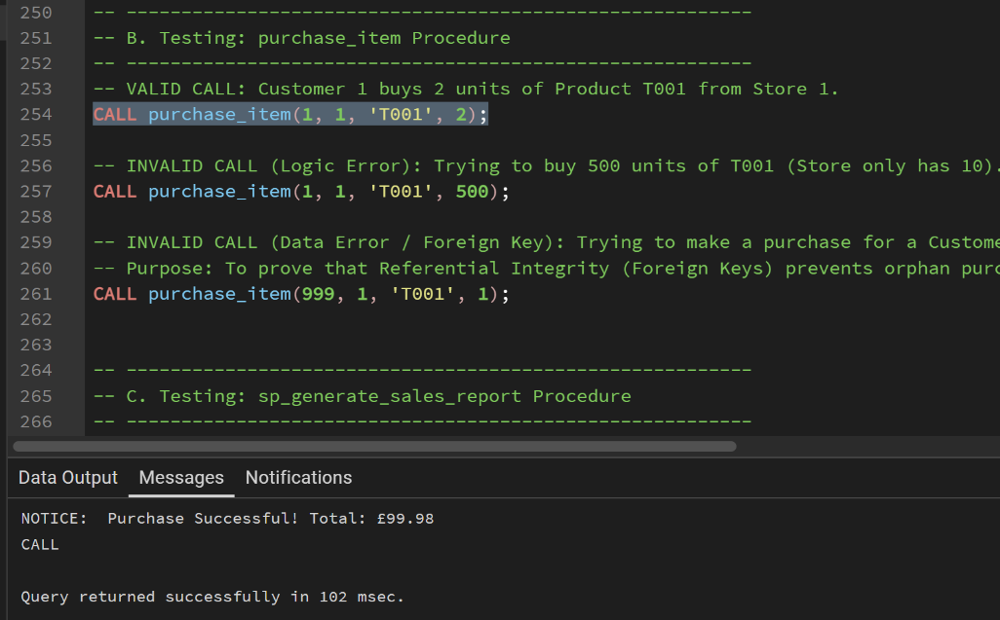 250 -- ---------------------------------------------------------
251 -- B. Testing: purchase_item Procedure
252 -- ---------------------------------------------------------
253 -- VALID CALL: Customer 1 buys 2 units of Product T001 from Store 1.
254 CALL purchase_item(1, 1, 'T001', 2);
255
256 -- INVALID CALL (Logic Error): Trying to buy 500 units of T001 (Store only has 10).
257 CALL purchase_item(1, 1, 'T001', 500);
258
259 -- INVALID CALL (Data Error / Foreign Key): Trying to make a purchase for a Custome
260 -- Purpose: To prove that Referential Integrity (Foreign Keys) prevents orphan purc
261 CALL purchase_item(999, 1, 'T001', 1);
262
263
264 -- ---------------------------------------------------------
265 -- C. Testing: sp_generate_sales_report Procedure
266 -- ---------------------------------------------------------
Data Output Messages Notifications
NOTICE:  Purchase Successful! Total: £99.98
CALL
Query returned successfully in 102 msec.